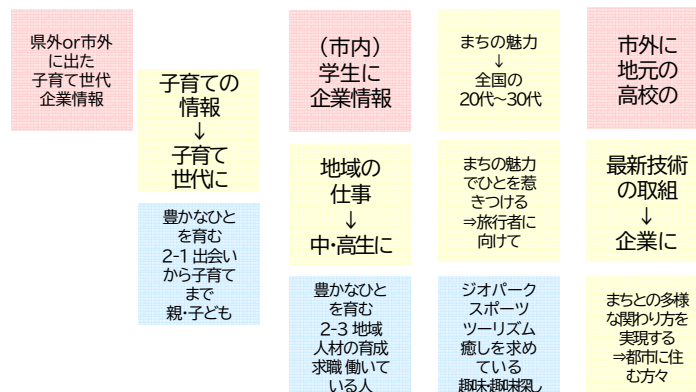 県外or市外
に出た
子育て世代
企業情報
子育ての
情報
↓
子育て
世代に
豊かなひと
を育む
2-1 出会い
から子育て
まで
親・子ども
(市内)
学生に
企業情報
地域の
仕事
↓
中・高生に
豊かなひと
を育む
2-3 地域
人材の育成
求職 働いて
いる人
まちの魅力
↓
全国の
20代~30代
まちの魅力
でひとを惹
きつける
⇒旅行者に
向けて
ジオパーク
スポーツ
ツーリズム
癒しを求め
ている
趣味・趣味探し
市外に
地元の
高校の
最新技術
の取組
↓
企業に
まちとの多様
な関わり方を
実現する
⇒都市に住
む方々